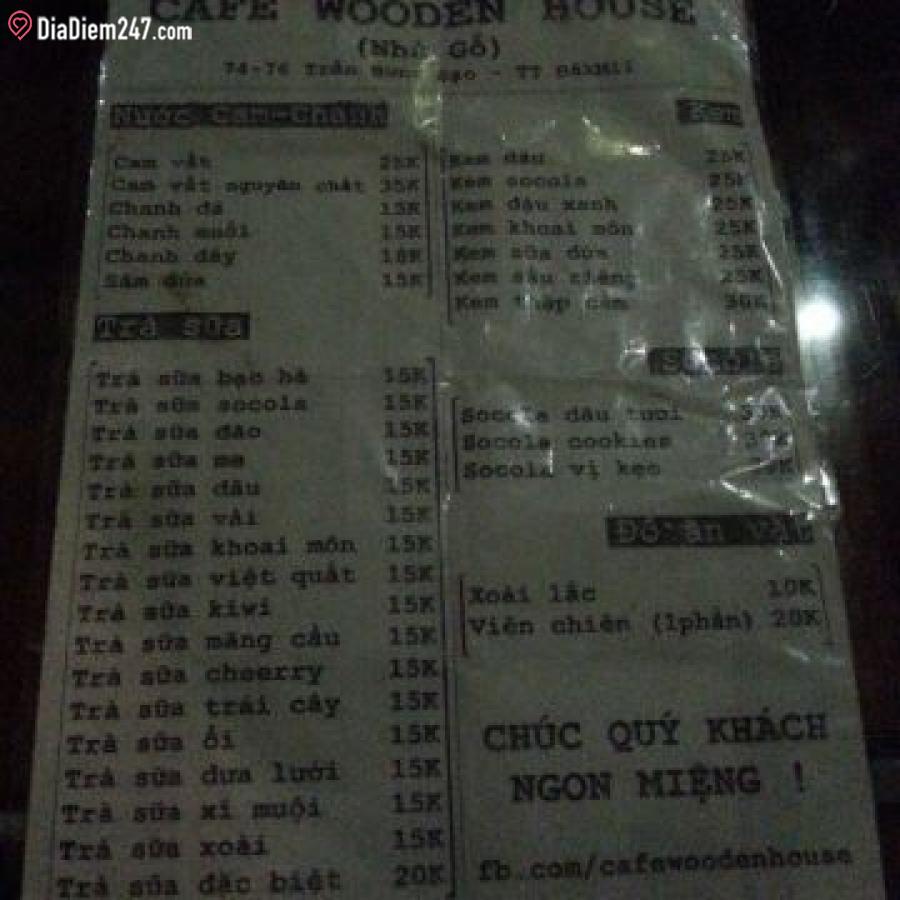 DiaDiem247.com
CAFE WOODEN HOUSE
(Nhà Gỗ)
74-76 Trần
Nước Cam-Chanh
Cam vắt 25K
Cam vắt nguyên chất 35K
Chanh đá 15K
Chanh muối 15K
Chanh dây 18K
Sâm dứa 15K
Trà sữa
Trà sữa bạc hà 15K
Trà sữa socola 15K
Trà sữa đào 15K
Trà sữa me 15K
Trà sữa dâu 15K
Trà sữa vải 15K
Trà sữa khoai môn 15K
Trà sữa việt quất 15K
Trà sữa kiwi 15K
Trà sữa mãng cầu 15K
Trà sữa cheerry 15K
Trà sữa trái cây 15K
Trà sữa ổi 15K
Trà sữa dưa lưới 15K
Trà sữa xí muội 15K
Trà sữa xoài 15K
Trà sữa đặc biệt 20K
Kem
Kem dâu 25K
Kem socola 25K
Kem đậu xanh 25K
Kem khoai môn 25K
Kem sữa dứa 25K
Kem sầu riêng 25K
Kem thập cẩm 30K
Socola dâu tươi
Socola cookies
Socola vị kẹo
Đồ ăn vặt
Xoài lắc 10K
Viên chiên (1phần) 20K
CHÚC QUÝ KHÁCH
NGON MIỆNG !
fb.com/cafewoodenhouse